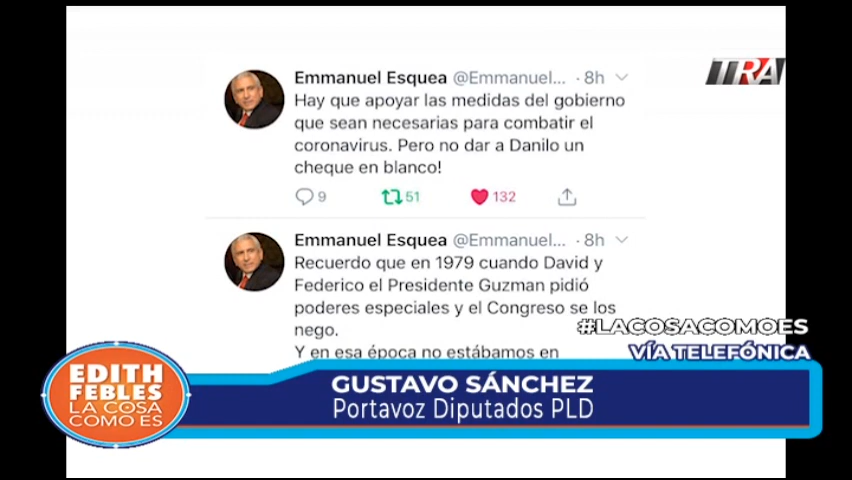 Emmanuel Esquea @Emmanuel... · 8h
Hay que apoyar las medidas del gobierno
que sean necesarias para combatir el
coronavirus. Pero no dar a Danilo un
cheque en blanco!
9 51 132
Emmanuel Esquea @Emmanuel... · 8h
Recuerdo que en 1979 cuando David y
Federico el Presidente Guzman pidió
poderes especiales y el Congreso se los
nego.
Y en esa época no estábamos en
TRA
#LACOSACOMOES
VÍA TELEFÓNICA
EDITH
FEBLES
LA COSA
COMO ES
GUSTAVO SÁNCHEZ
Portavoz Diputados PLD